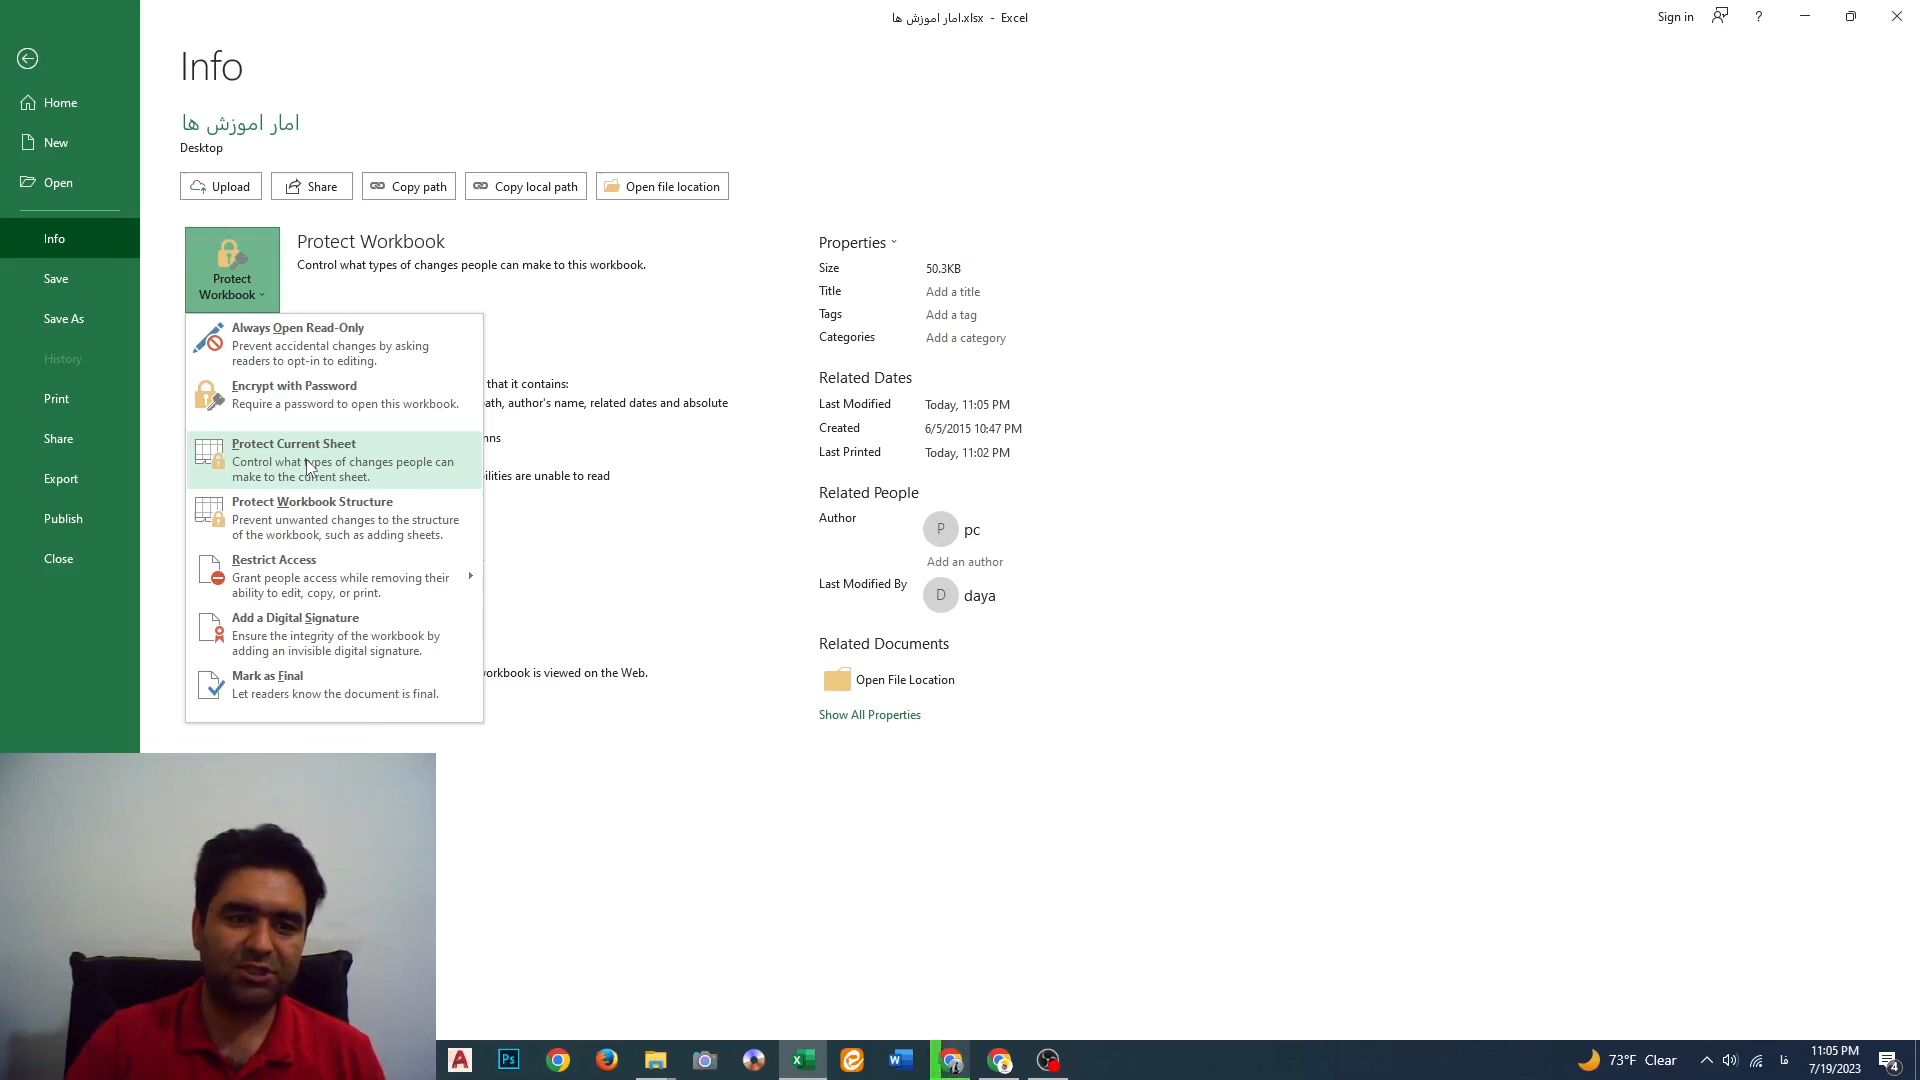 امار اموزش ها.xlsx - Excel
Sign in
?
Info
امار اموزش ها
Desktop
Home
New
Open
Info
Save
Save As
History
Print
Share
Export
Publish
Close
Upload
Share
Copy path
Copy local path
Open file location
Protect
Workbook
Protect Workbook
Control what types of changes people can make to this workbook.
Always Open Read-Only
Prevent accidental changes by asking
readers to opt-in to editing.
Encrypt with Password
Require a password to open this workbook.
Protect Current Sheet
Control what types of changes people can
make to the current sheet.
Protect Workbook Structure
Prevent unwanted changes to the structure
of the workbook, such as adding sheets.
Restrict Access
Grant people access while removing their
ability to edit, copy, or print.
Add a Digital Signature
Ensure the integrity of the workbook by
adding an invisible digital signature.
Mark as Final
Let readers know the document is final.
that it contains:
ath, author's name, related dates and absolute
nns
ilities are unable to read
workbook is viewed on the Web.
Properties
Size 50.3KB
Title Add a title
Tags Add a tag
Categories Add a category
Related Dates
Last Modified Today, 11:05 PM
Created 6/5/2015 10:47 PM
Last Printed Today, 11:02 PM
Related People
Author
P pc
Add an author
Last Modified By
D daya
Related Documents
Open File Location
Show All Properties
A
Ps
X
W
73°F Clear
فا
11:05 PM
7/19/2023
4